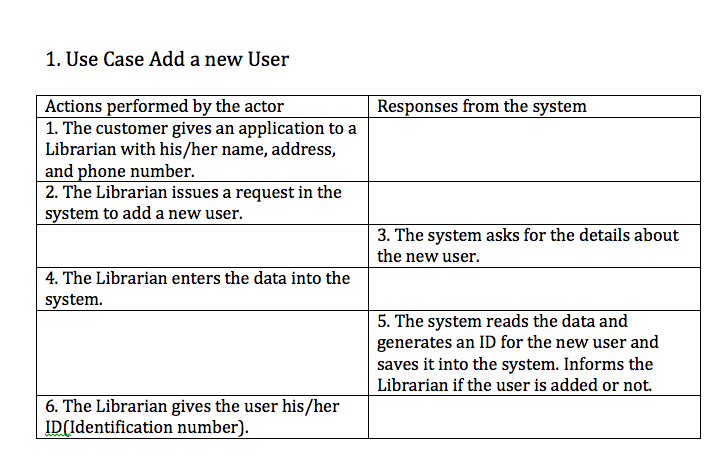 1. Use Case Add a new User
Actions performed by the actor
Responses from the system
1. The customer gives an application to a
Librarian with his/her name, address,
and phone number.
2. The Librarian issues a request in the
system to add a new user.
3. The system asks for the details about
the new user.
4. The Librarian enters the data into the
system.
5. The system reads the data and
generates an ID for the new user and
saves it into the system. Informs the
Librarian if the user is added or not.
6. The Librarian gives the user his/her
ID(Identification number).